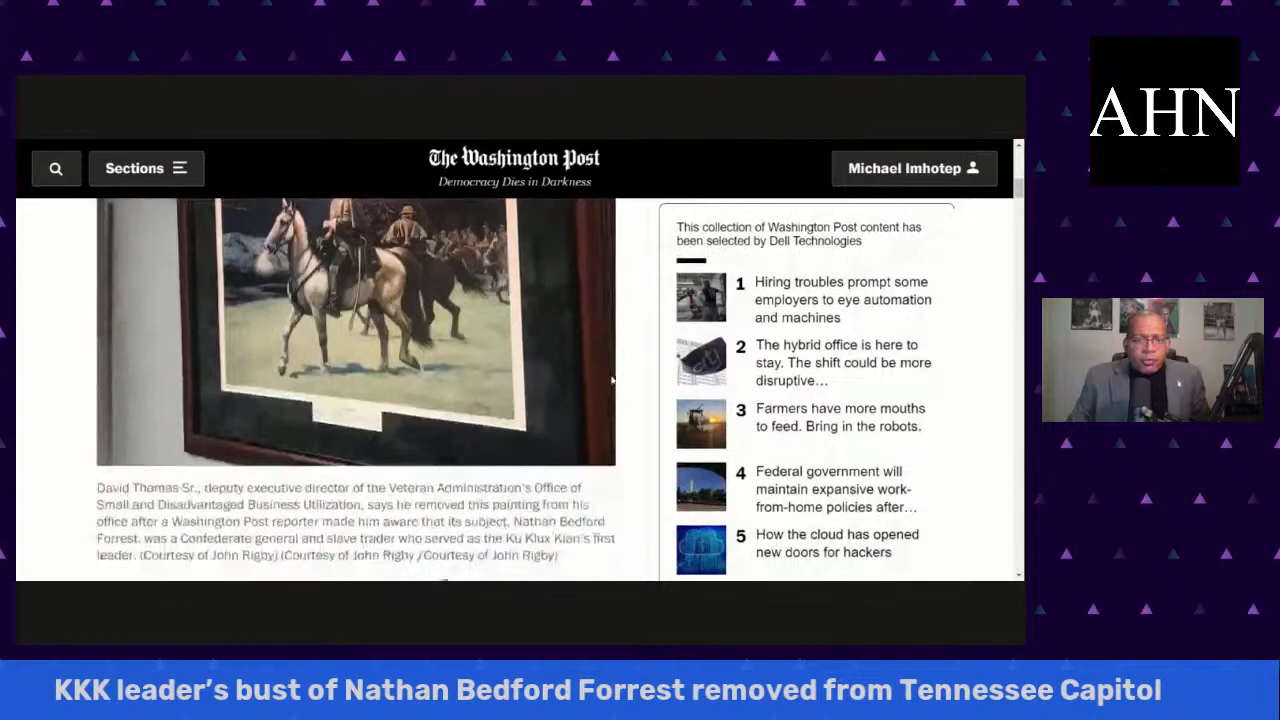 AHN
Sections
The Washington Post
Democracy Dies in Darkness
Michael Imhotep
This collection of Washington Post content has
been selected by Dell Technologies
1 Hiring troubles prompt some
employers to eye automation
and machines
2 The hybrid office is here to
stay. The shift could be more
disruptive…
3 Farmers have more mouths
to feed. Bring in the robots.
4 Federal government will
maintain expansive work-
from-home policies after…
5 How the cloud has opened
new doors for hackers
David Thomas Sr., deputy executive director of the Veteran Administration's Office of
Small and Disadvantaged Business Utilization, says he removed this painting from his
office after a Washington Post reporter made him aware that its subject, Nathan Bedford
Forrest, was a Confederate general and slave trader who served as the Ku Klux Klan's first
leader. (Courtesy of John Rigby) (Courtesy of John Rigby /Courtesy of John Rigby)
KKK leader's bust of Nathan Bedford Forrest removed from Tennessee Capitol